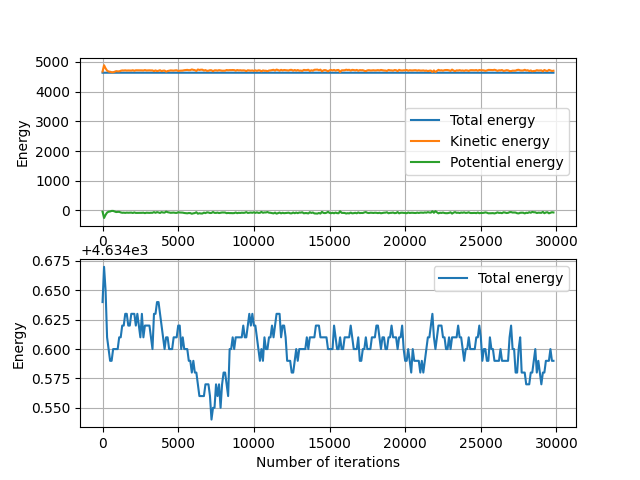 5000
4000
3000
2000
1000
0
Energy
Total energy
Kinetic energy
Potential energy
0 5000 10000 15000 20000 25000 30000
+4.634e3
0.675
0.650
0.625
0.600
0.575
0.550
Energy
Total energy
0 5000 10000 15000 20000 25000 30000
Number of iterations